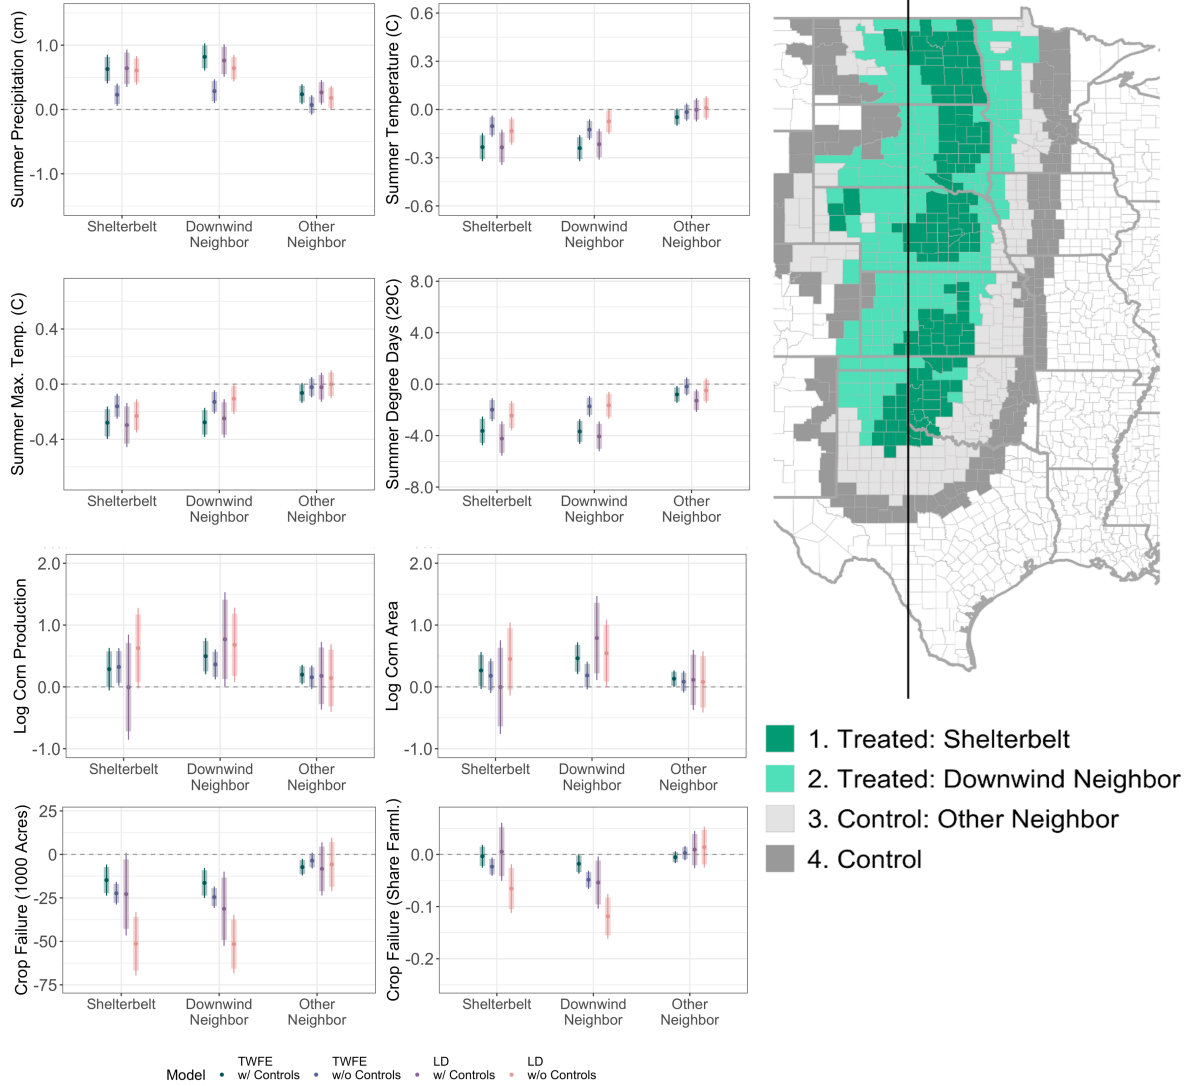 Summer Precipitation (cm)
1.0
0.0
-1.0
Shelterbelt
Downwind
Neighbor
Other
Neighbor
Summer Temperature (C)
0.6
0.3
0.0
-0.3
-0.6
Shelterbelt
Downwind
Neighbor
Other
Neighbor
Summer Max. Temp. (C)
0.4
0.0
-0.4
Shelterbelt
Downwind
Neighbor
Other
Neighbor
Summer Degree Days (29C)
8.0
4.0
0.0
-4.0
-8.0
Shelterbelt
Downwind
Neighbor
Other
Neighbor
Log Corn Production
2.0
1.0
0.0
-1.0
Shelterbelt
Downwind
Neighbor
Other
Neighbor
Log Corn Area
2.0
1.0
0.0
-1.0
Shelterbelt
Downwind
Neighbor
Other
Neighbor
Crop Failure (1000 Acres)
25
0
-25
-50
-75
Shelterbelt
Downwind
Neighbor
Other
Neighbor
Crop Failure (Share Farml.)
0.0
-0.1
-0.2
Shelterbelt
Downwind
Neighbor
Other
Neighbor
Model
TWFE
w/ Controls
TWFE
w/o Controls
LD
w/ Controls
LD
w/o Controls
1. Treated: Shelterbelt
2. Treated: Downwind Neighbor
3. Control: Other Neighbor
4. Control